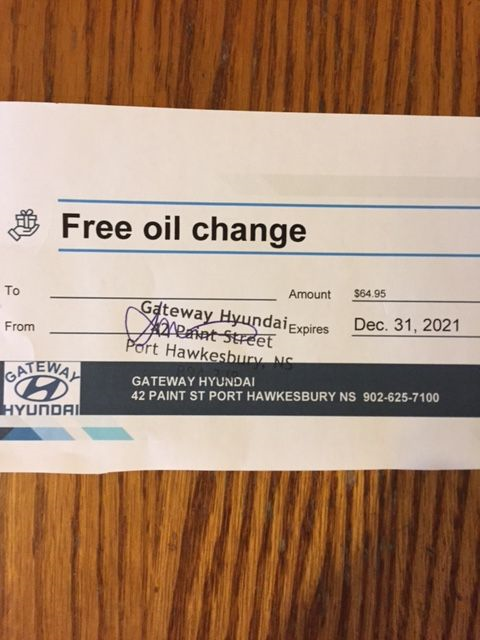 Free oil change
To
Amount $64.95
From
Gateway Hyundai
42 Paint Street
Port Hawkesbury, NS
Expires Dec. 31, 2021
GATEWAY
HYUNDAI
GATEWAY HYUNDAI
42 PAINT ST PORT HAWKESBURY NS 902-625-7100